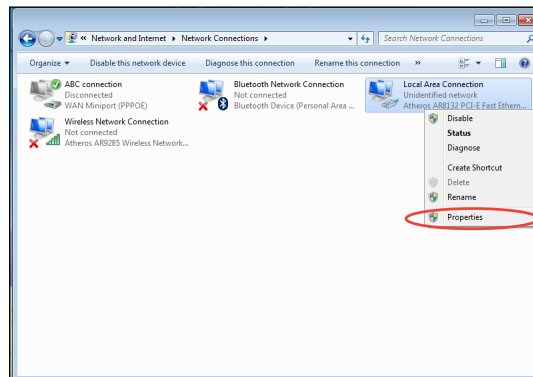 « Network and Internet ▸ Network Connections ▸
Search Network Connections
Organize ▼ Disable this network device Diagnose this connection Rename this connection »
ABC connection
Disconnected
WAN Miniport (PPPOE)
Bluetooth Network Connection
Not connected
Bluetooth Device (Personal Area ...
Local Area Connection
Unidentified network
Atheros AR8132 PCI-E Fast Ethern...
Wireless Network Connection
Not connected
Atheros AR9285 Wireless Network...
Disable
Status
Diagnose
Create Shortcut
Delete
Rename
Properties